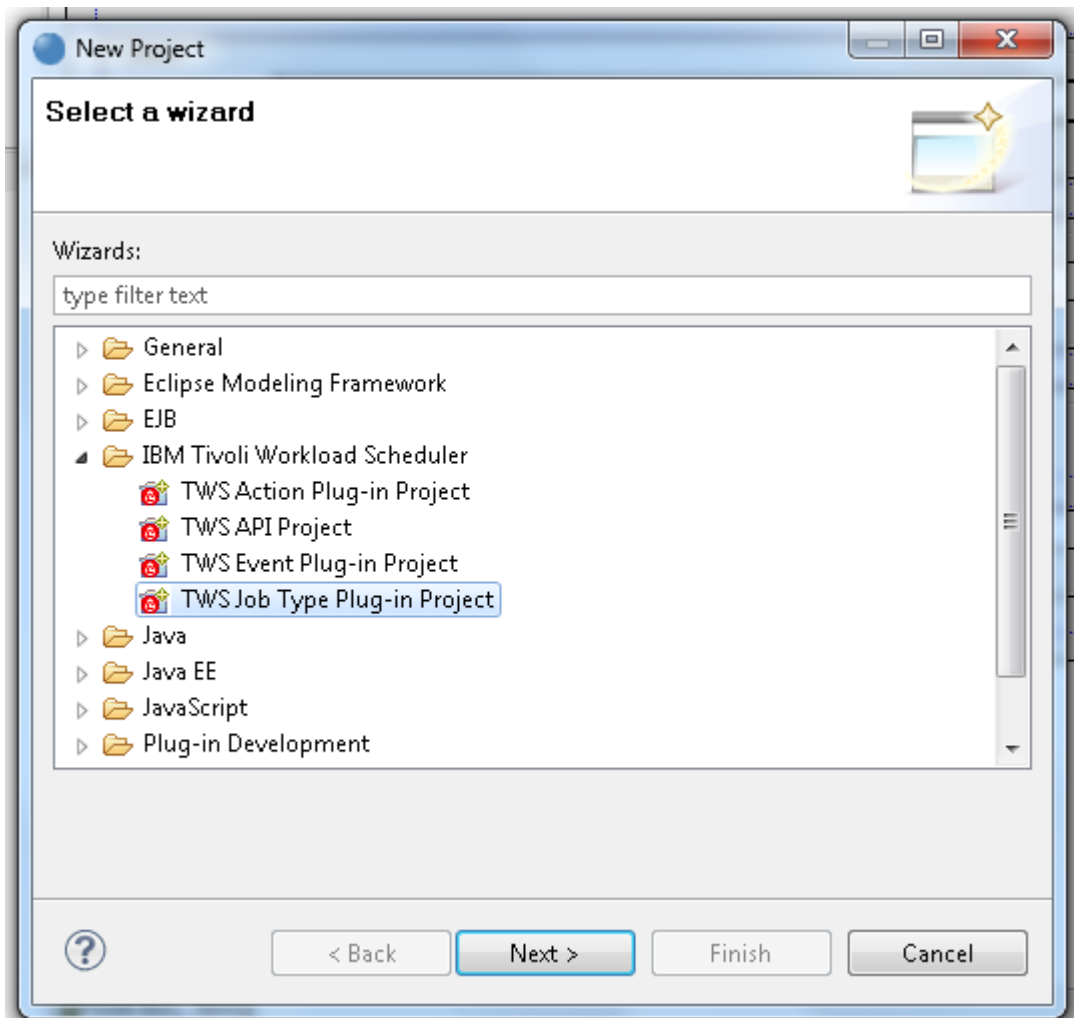 New Project
Select a wizard
Wizards:
type filter text
General
Eclipse Modeling Framework
EJB
IBM Tivoli Workload Scheduler
TWS Action Plug-in Project
TWS API Project
TWS Event Plug-in Project
TWS Job Type Plug-in Project
Java
Java EE
JavaScript
Plug-in Development
? < Back Next > Finish Cancel